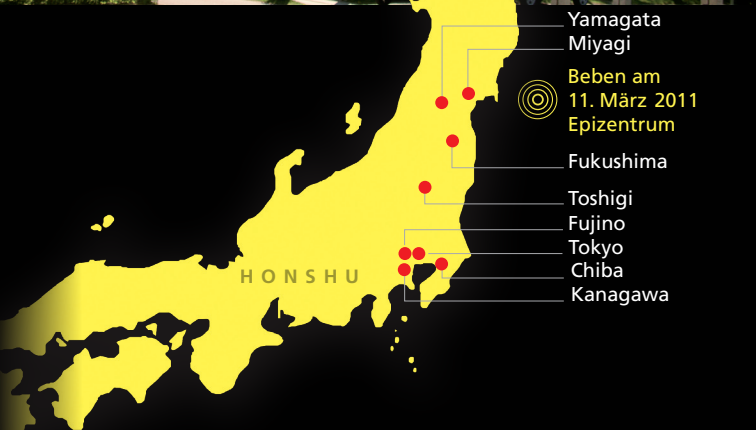 Yamagata
Miyagi
Beben am
11. März 2011
Epizentrum
Fukushima
Toshigi
Fujino
Tokyo
HONSHU
Chiba
Kanagawa